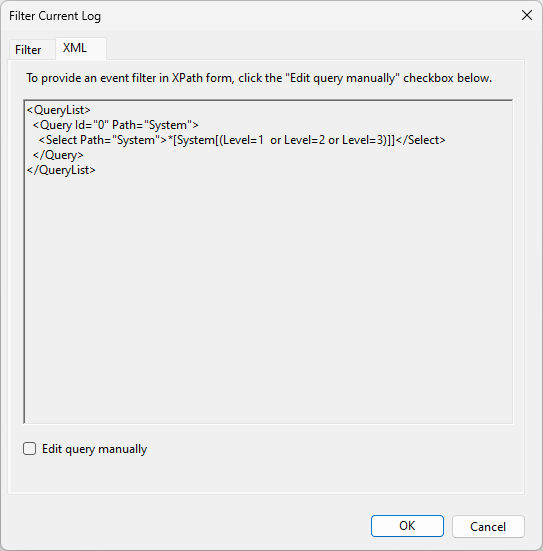 Filter Current Log
Filter
XML
To provide an event filter in XPath form, click the "Edit query manually" checkbox below.
<QueryList>
  <Query Id="0" Path="System">
    <Select Path="System">*[System[(Level=1  or Level=2 or Level=3)]]</Select>
  </Query>
</QueryList>
Edit query manually
OK
Cancel